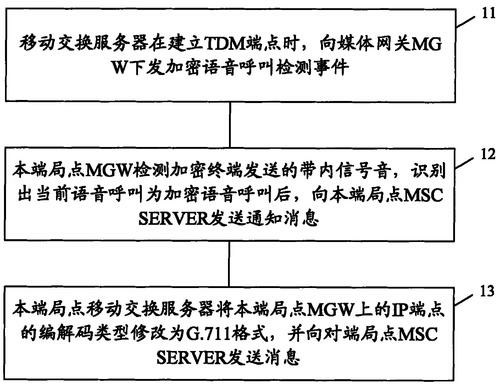 11
移动交换服务器在建立TDM端点时，向媒体网关MG
W下发加密语音呼叫检测事件
12
本端局点MGW检测加密终端发送的带内信号音，识别
出当前语音呼叫为加密语音呼叫后，向本端局点MSC
SERVER发送通知消息
13
本端局点移动交换服务器将本端局点MGW上的IP端点
的编解码类型修改为G.711格式，并向对端局点MSC
SERVER发送消息